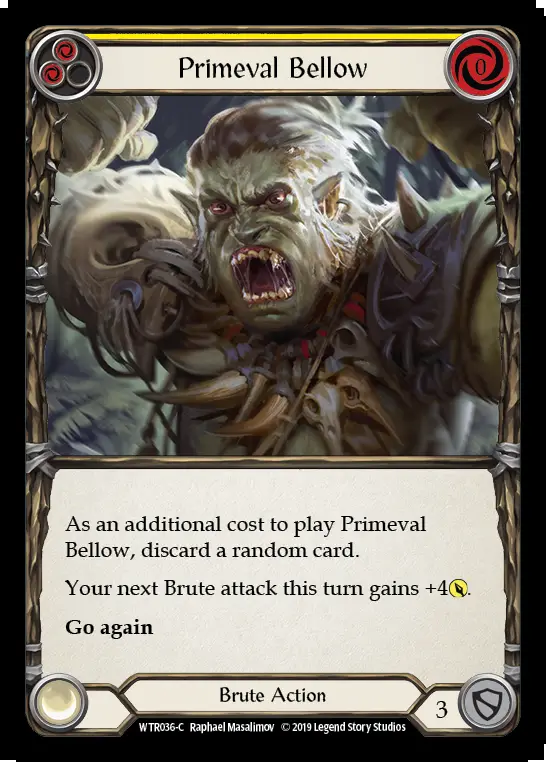 Primeval Bellow
0
As an additional cost to play Primeval
Bellow, discard a random card.
Your next Brute attack this turn gains +4.
Go again
Brute Action
3
WTR036-C Raphael Masalimov © 2019 Legend Story Studios